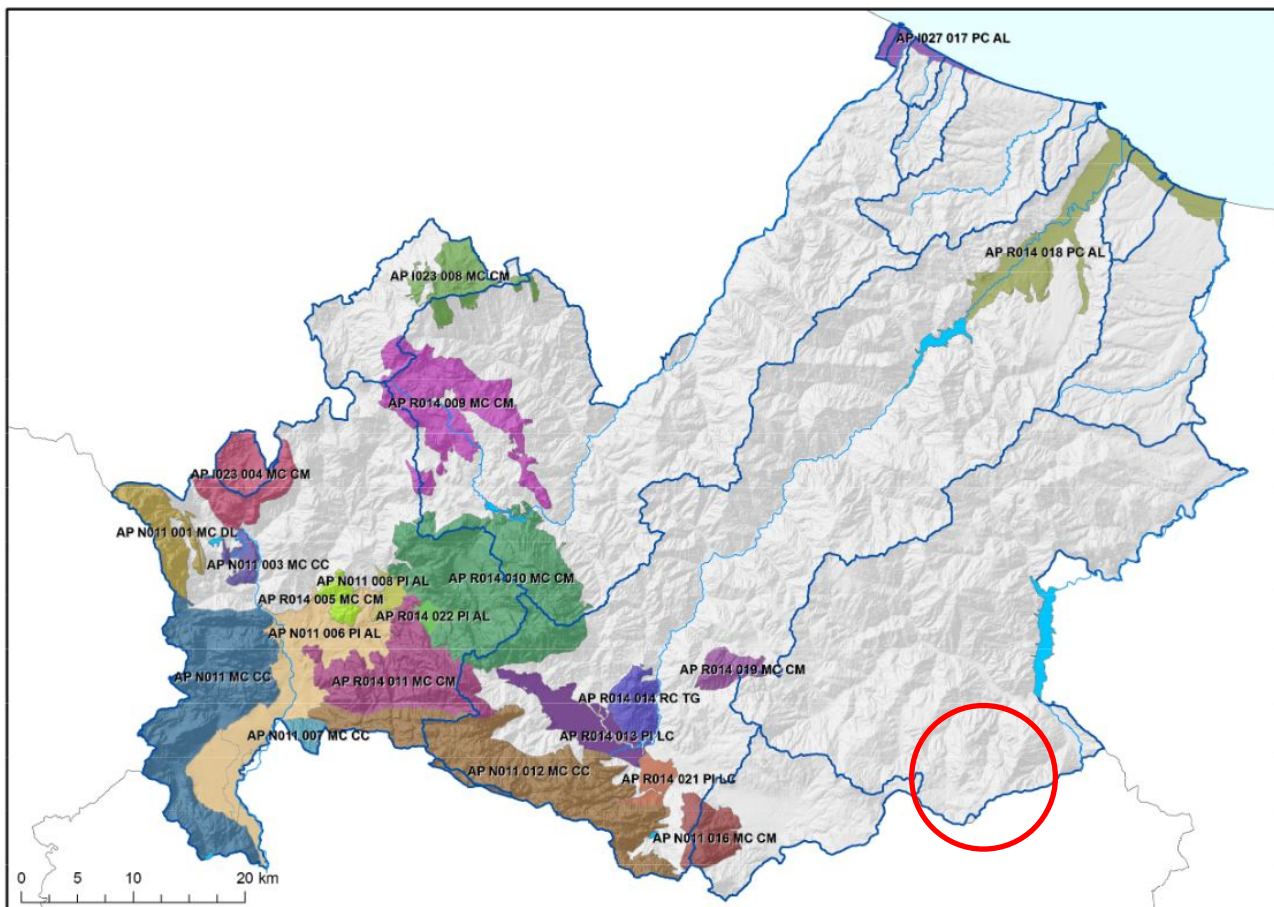 AP I027 017 PC AL
AP R014 018 PC AL
AP I023 008 MC CM
AP R014 009 MC CM
AP I023 004 MC CM
AP N011 001 MC DL
AP N011 003 MC CC
AP N011 008 PI AL
AP R014 010 MC CM
AP R014 005 MC CM
AP R014 022 PI AL
AP N011 006 PI AL
AP R014 019 MC CM
AP N011 MC CC
AP R014 011 MC CM
AP R014 014 RC TG
AP N011 007 MC CC
AP R014 013 PI LC
AP N011 012 MC CC
AP R014 021 PI LC
AP N011 016 MC CM
0 5 10 20 km